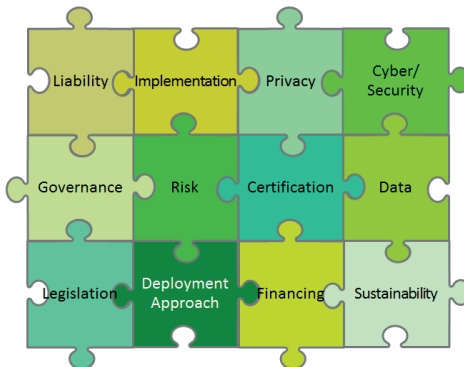 Liability
Implementation
Privacy
Cyber/
Security
Governance
Risk
Certification
Data
Legislation
Deployment
Approach
Financing
Sustainability